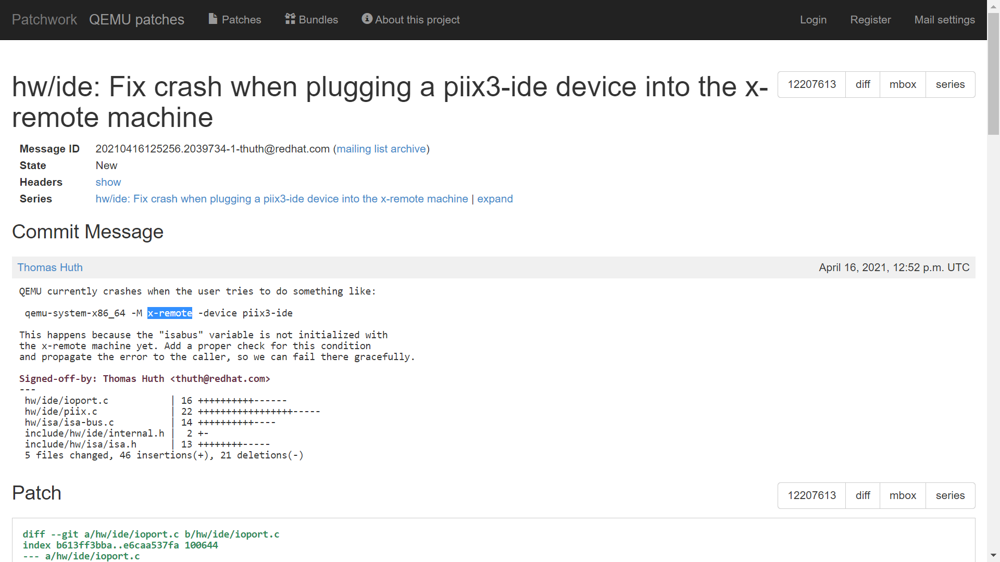 Patchwork QEMU patches Patches Bundles About this project Login Register Mail settings
hw/ide: Fix crash when plugging a piix3-ide device into the x-
remote machine
12207613 diff mbox series
Message ID 20210416125256.2039734-1-thuth@redhat.com (mailing list archive)
State New
Headers show
Series hw/ide: Fix crash when plugging a piix3-ide device into the x-remote machine | expand
Commit Message
Thomas Huth April 16, 2021, 12:52 p.m. UTC
QEMU currently crashes when the user tries to do something like:
qemu-system-x86_64 -M x-remote -device piix3-ide
This happens because the "isabus" variable is not initialized with
the x-remote machine yet. Add a proper check for this condition
and propagate the error to the caller, so we can fail there gracefully.
Signed-off-by: Thomas Huth <thuth@redhat.com>
---
hw/ide/ioport.c | 16 ++++++++++------
hw/ide/piix.c | 22 +++++++++++++++++-----
hw/isa/isa-bus.c | 14 ++++++++++----
include/hw/ide/internal.h | 2 +-
include/hw/isa/isa.h | 13 ++++++++-----
5 files changed, 46 insertions(+), 21 deletions(-)
Patch
12207613 diff mbox series
diff --git a/hw/ide/ioport.c b/hw/ide/ioport.c
index b613ff3bba..e6caa537fa 100644
--- a/hw/ide/ioport.c